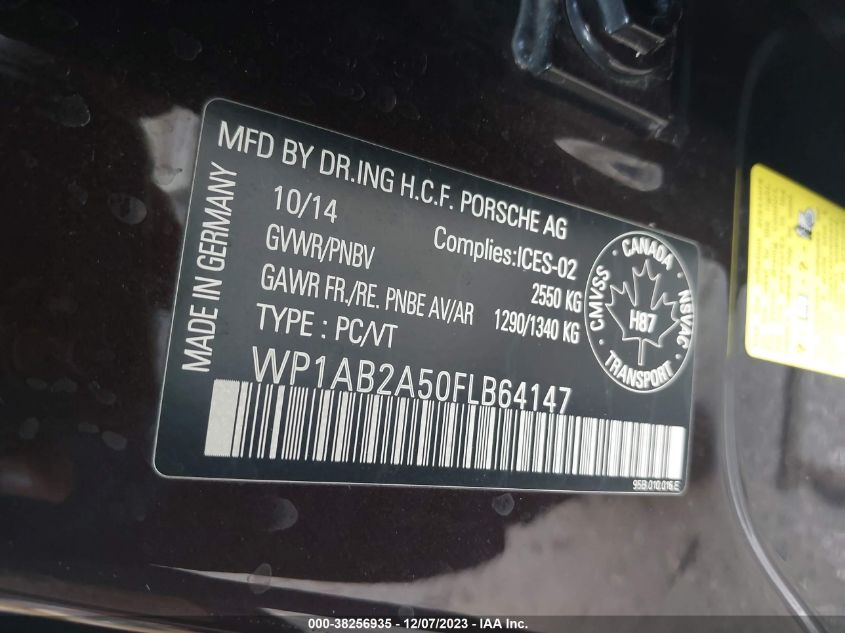 MFD BY DR.ING H.C.F. PORSCHE AG
10/14 Complies:ICES-02
GVWR/PNBV 2550 KG
GAWR FR./RE. PNBE AV/AR 1290/1340 KG
TYPE : PC/VT
WP1AB2A50FLB64147
MADE IN GERMANY
CANADA
CMVSS NSVAC
H87
TRANSPORT
95B.010.016.E
000-38256935 - 12/07/2023 - IAA Inc.